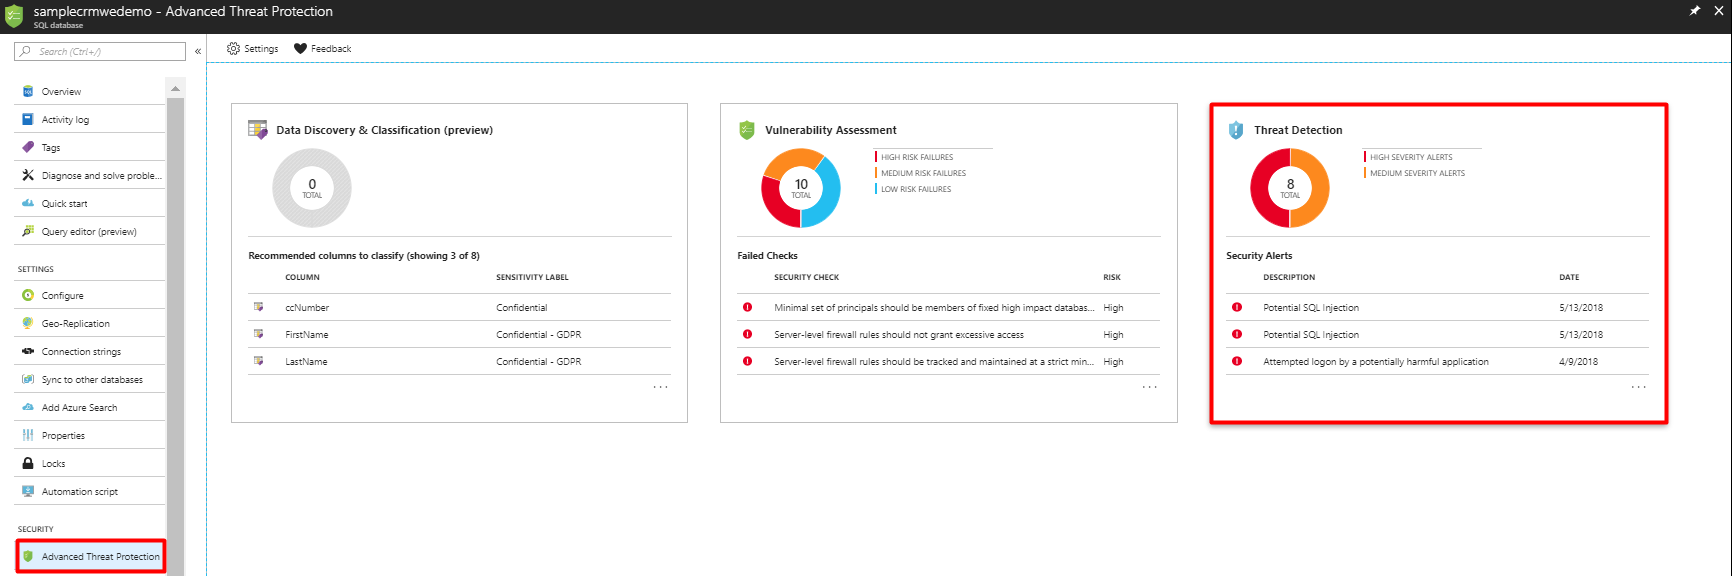 samplecrmwedemo - Advanced Threat Protection
SQL database
Search (Ctrl+/)
«
Settings
Feedback
Overview
Activity log
Tags
Diagnose and solve proble...
Quick start
Query editor (preview)
SETTINGS
Configure
Geo-Replication
Connection strings
Sync to other databases
Add Azure Search
Properties
Locks
Automation script
SECURITY
Advanced Threat Protection
Data Discovery & Classification (preview)
0
TOTAL
Recommended columns to classify (showing 3 of 8)
COLUMN SENSITIVITY LABEL
ccNumber Confidential
FirstName Confidential - GDPR
LastName Confidential - GDPR
...
Vulnerability Assessment
10
TOTAL
HIGH RISK FAILURES
MEDIUM RISK FAILURES
LOW RISK FAILURES
Failed Checks
SECURITY CHECK RISK
Minimal set of principals should be members of fixed high impact databas... High
Server-level firewall rules should not grant excessive access High
Server-level firewall rules should be tracked and maintained at a strict min... High
...
Threat Detection
8
TOTAL
HIGH SEVERITY ALERTS
MEDIUM SEVERITY ALERTS
Security Alerts
DESCRIPTION DATE
Potential SQL Injection 5/13/2018
Potential SQL Injection 5/13/2018
Attempted logon by a potentially harmful application 4/9/2018
...